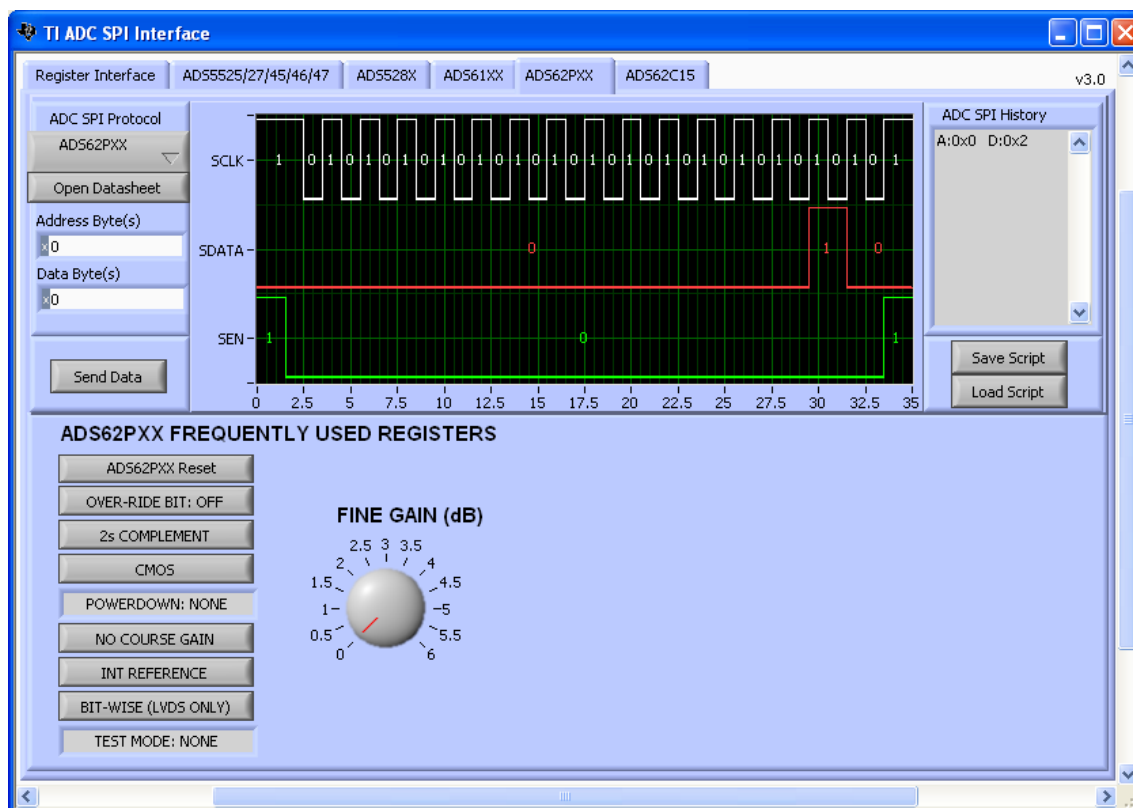 TI ADC SPI Interface
Register Interface ADS5525/27/45/46/47 ADS528X ADS61XX ADS62PXX ADS62C15 v3.0
ADC SPI Protocol
ADS62PXX
Open Datasheet
Address Byte(s)
x0
Data Byte(s)
x0
Send Data
SCLK
1 0 1 0 1 0 1 0 1 0 1 0 1 0 1 0 1 0 1 0 1 0 1 0 1 0 1 0 1 0 1 0 1
SDATA
0 1 0
SEN
1 0 1
0 2.5 5 7.5 10 12.5 15 17.5 20 22.5 25 27.5 30 32.5 35
ADC SPI History
A:0x0 D:0x2
Save Script
Load Script
ADS62PXX FREQUENTLY USED REGISTERS
ADS62PXX Reset
OVER-RIDE BIT: OFF
2s COMPLEMENT
CMOS
POWERDOWN: NONE
NO COURSE GAIN
INT REFERENCE
BIT-WISE (LVDS ONLY)
TEST MODE: NONE
FINE GAIN (dB)
0 0.5 1 1.5 2 2.5 3 3.5 4 4.5 5 5.5 6